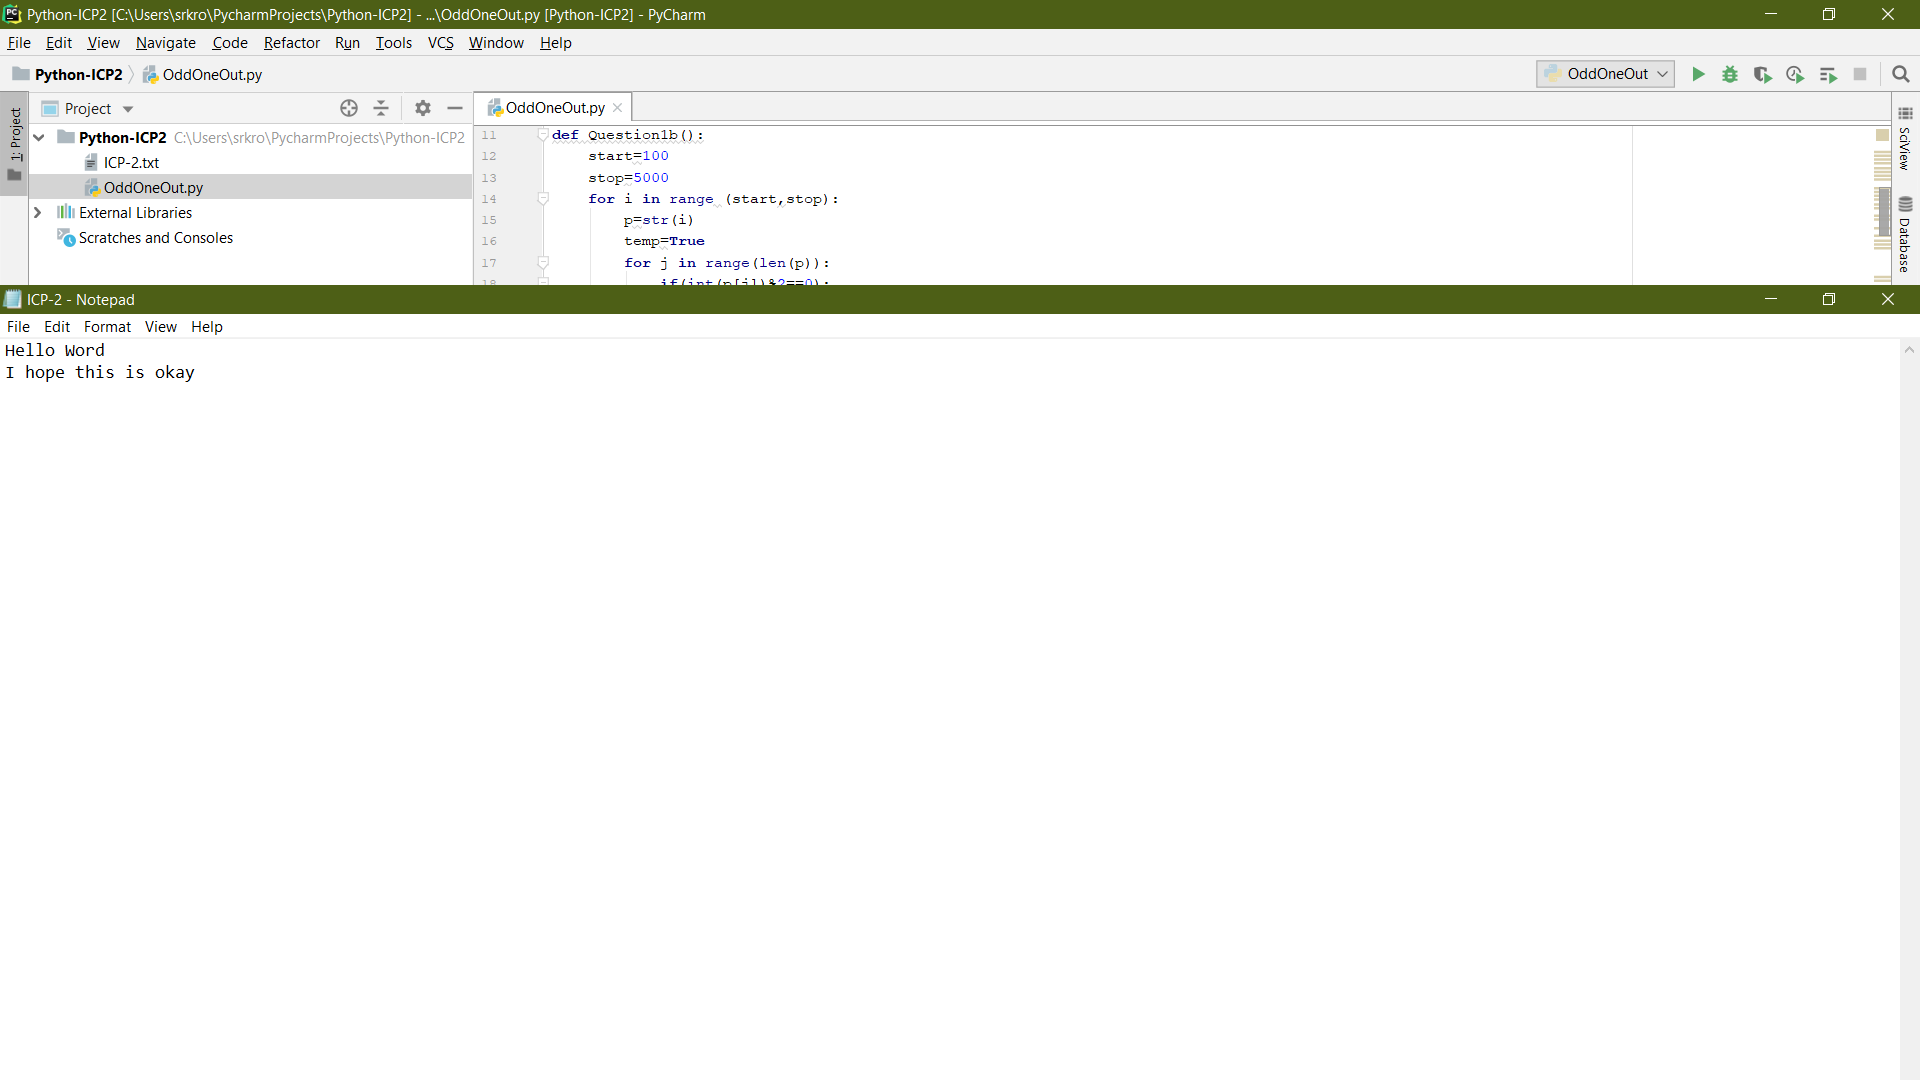 Python-ICP2 [C:\Users\srkro\PycharmProjects\Python-ICP2] - ...\OddOneOut.py [Python-ICP2] - PyCharm
File Edit View Navigate Code Refactor Run Tools VCS Window Help
Python-ICP2 OddOneOut.py
OddOneOut
1: Project
Project
Python-ICP2 C:\Users\srkro\PycharmProjects\Python-ICP2
ICP-2.txt
OddOneOut.py
External Libraries
Scratches and Consoles
OddOneOut.py
11 def Question1b():
12 start=100
13 stop=5000
14 for i in range (start,stop):
15 p=str(i)
16 temp=True
17 for j in range(len(p)):
18 if(int(p[j])%2==0):
SciView
Database
ICP-2 - Notepad
File Edit Format View Help
Hello Word
I hope this is okay